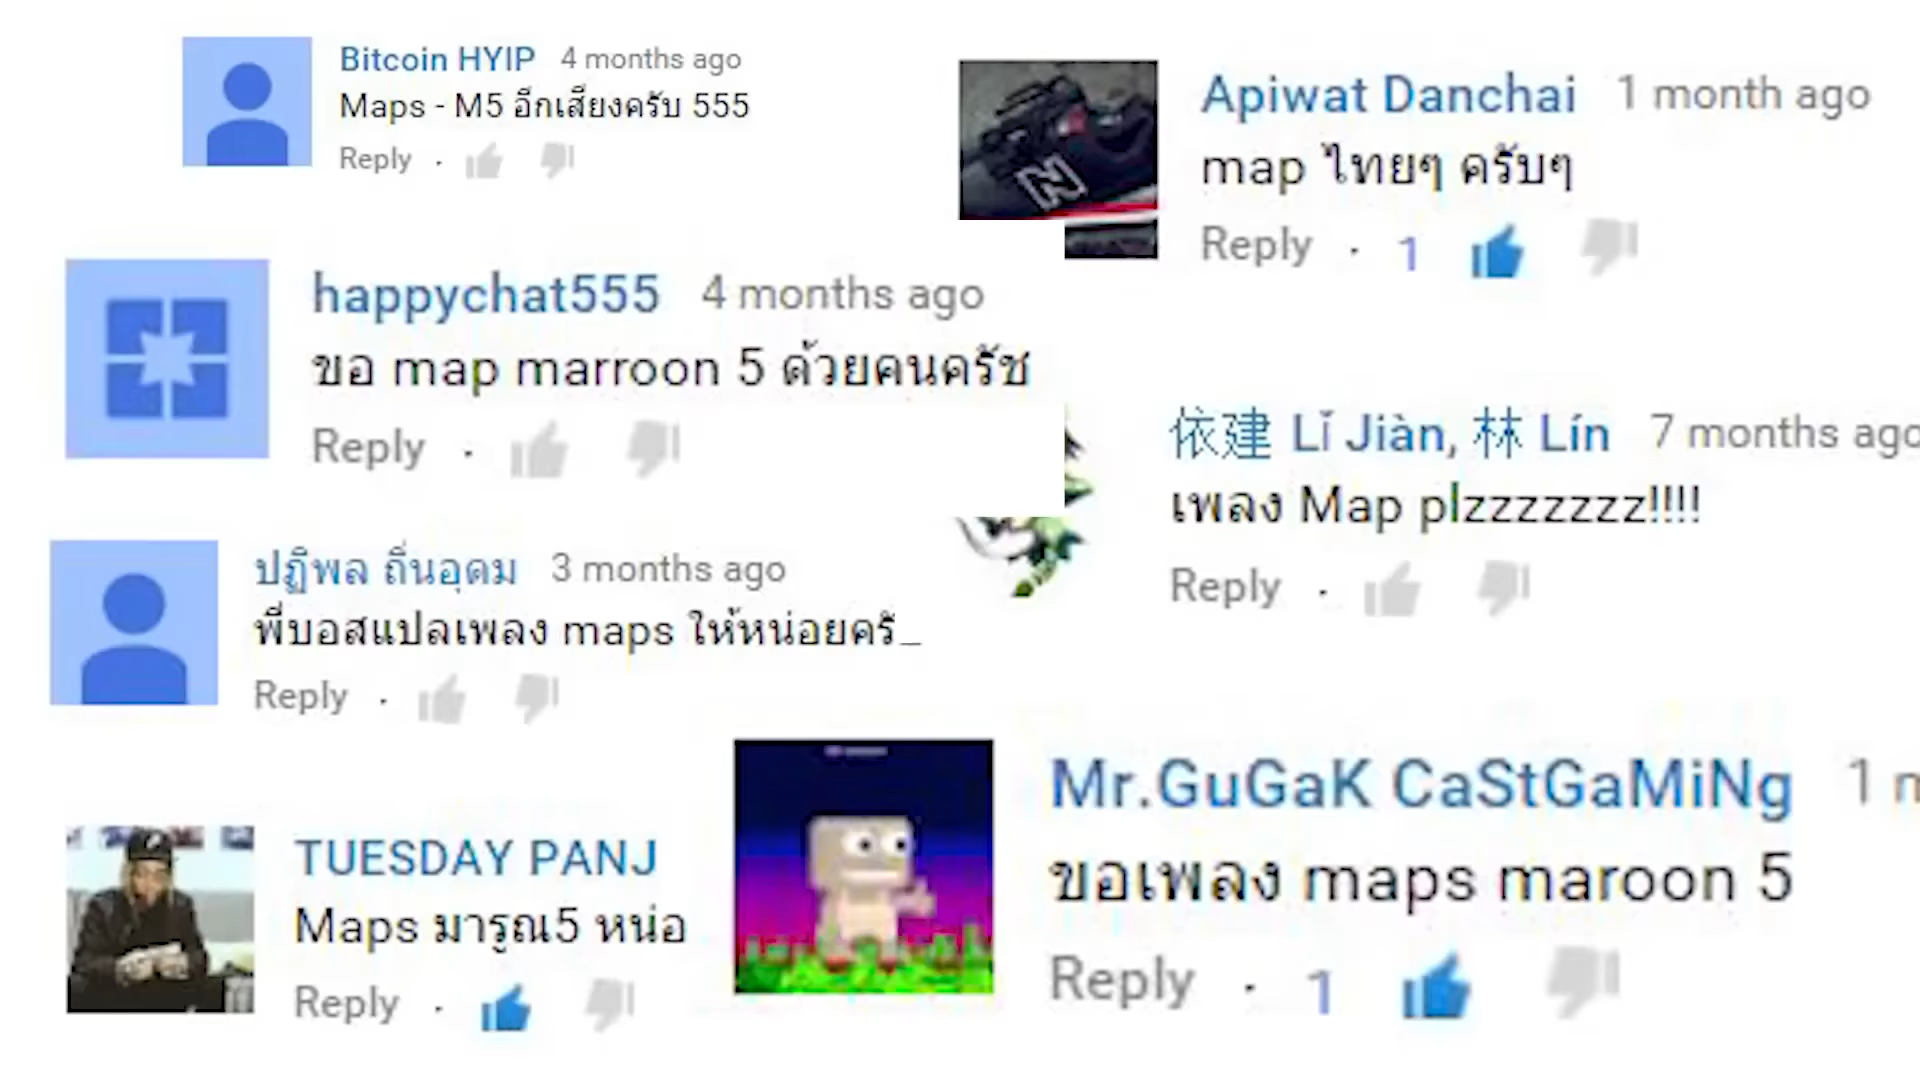 Bitcoin HYIP 4 months ago
Maps - M5 อีกเสียงครับ 555
Reply
Apiwat Danchai 1 month ago
map ไทยๆ ครับๆ
Reply · 1
happychat555 4 months ago
ขอ map marroon 5 ด้วยคนครัช
Reply
依建 Lǐ Jiàn, 林 Lín 7 months ago
เพลง Map plzzzzzzz!!!!
Reply
ปฏิพล ถิ่นอุดม 3 months ago
พี่บอสแปลเพลง maps ให้หน่อยครั
Reply
TUESDAY PANJ
Maps มารูณ5 หน่อ
Reply
Mr.GuGaK CaStGaMiNg 1
ขอเพลง maps maroon 5
Reply · 1